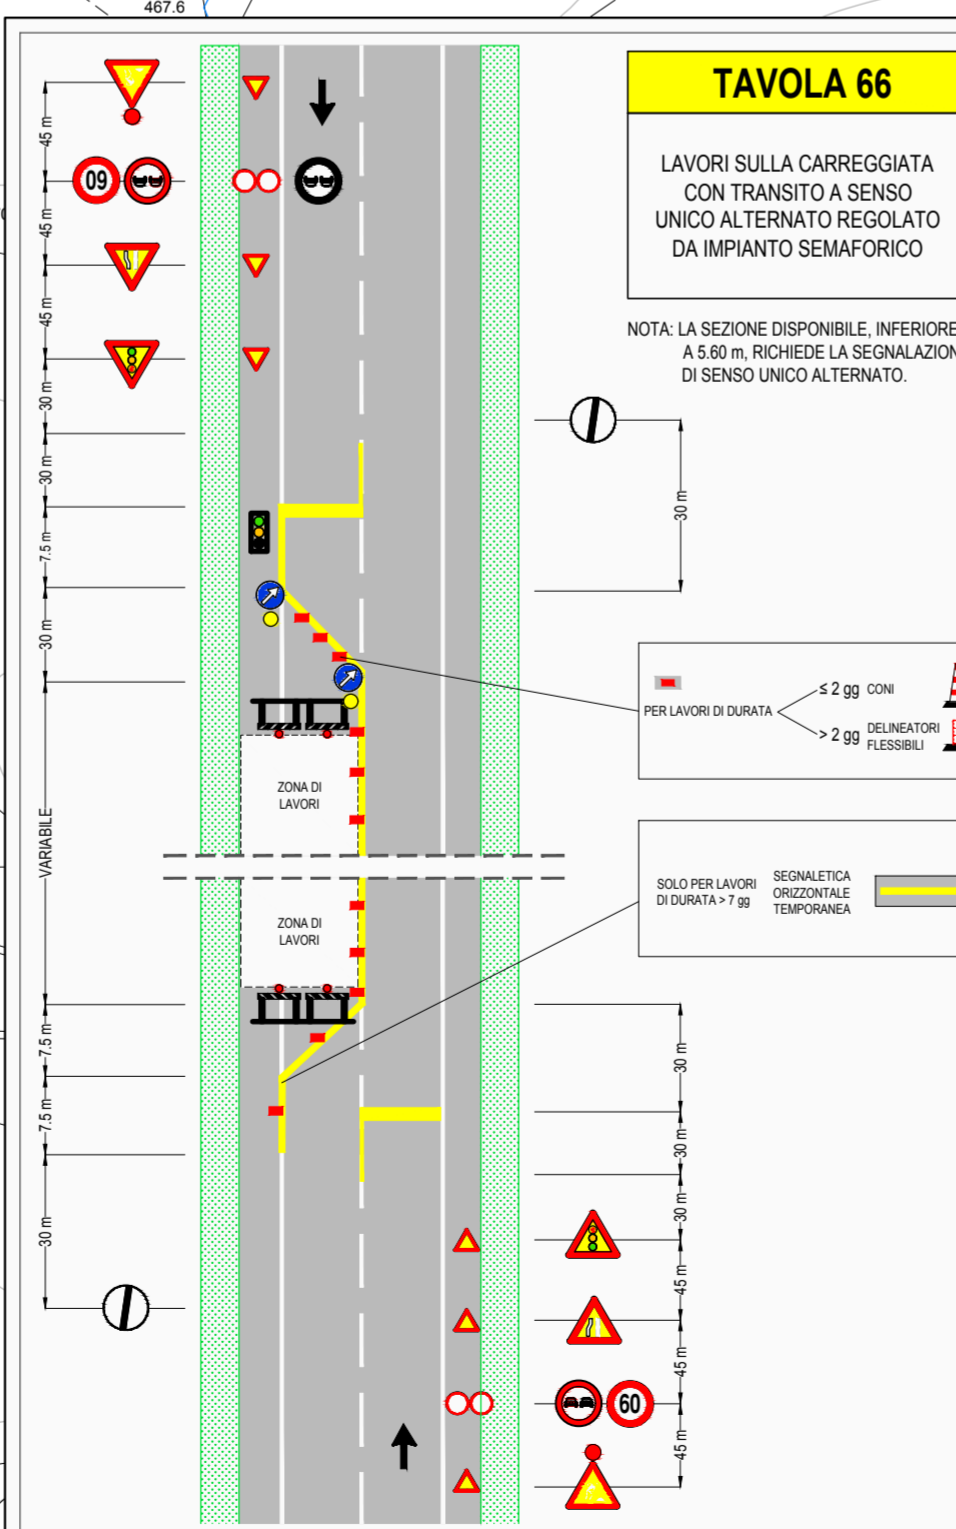 467.6
TAVOLA 66
LAVORI SULLA CARREGGIATA
CON TRANSITO A SENSO
UNICO ALTERNATO REGOLATO
DA IMPIANTO SEMAFORICO
NOTA: LA SEZIONE DISPONIBILE, INFERIORE
A 5.60 m, RICHIEDE LA SEGNALAZION
DI SENSO UNICO ALTERNATO.
45 m
60
45 m
45 m
30 m
30 m
7.5 m
30 m
VARIABILE
7.5 m
7.5 m
30 m
30 m
PER LAVORI DI DURATA
≤ 2 gg CONI
> 2 gg DELINEATORI
FLESSIBILI
ZONA DI
LAVORI
ZONA DI
LAVORI
SOLO PER LAVORI
DI DURATA > 7 gg
SEGNALETICA
ORIZZONTALE
TEMPORANEA
30 m
30 m
30 m
45 m
45 m
60
45 m